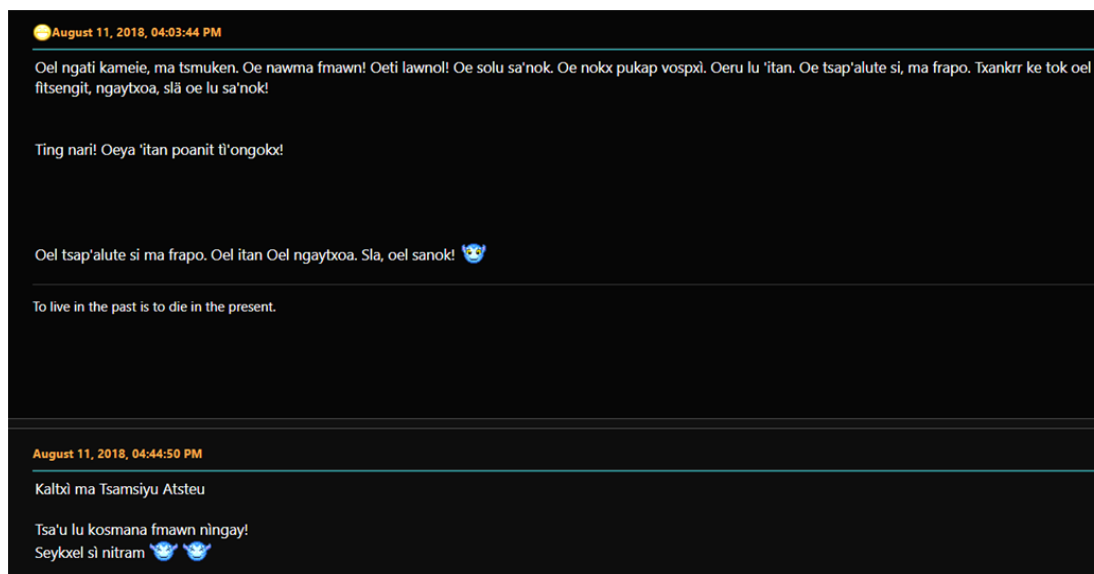 August 11, 2018, 04:03:44 PM
Oel ngati kameie, ma tsmuken. Oe nawma fmawn! Oeti lawnol! Oe solu sa'nok. Oe nokx pukap vospxì. Oeru lu 'itan. Oe tsap'alute si, ma frapo. Txankrr ke tok oel
fìtsengit, ngaytxoa, slä oe lu sa'nok!
Ting nari! Oeya 'itan poanit tì'ongokx!
Oel tsap'alute si ma frapo. Oel itan Oel ngaytxoa. Sla, oel sanok!
To live in the past is to die in the present.
August 11, 2018, 04:44:50 PM
Kaltxì ma Tsamsiyu Atsteu
Tsa'u lu kosmana fmawn nìngay!
Seykxel sì nitram